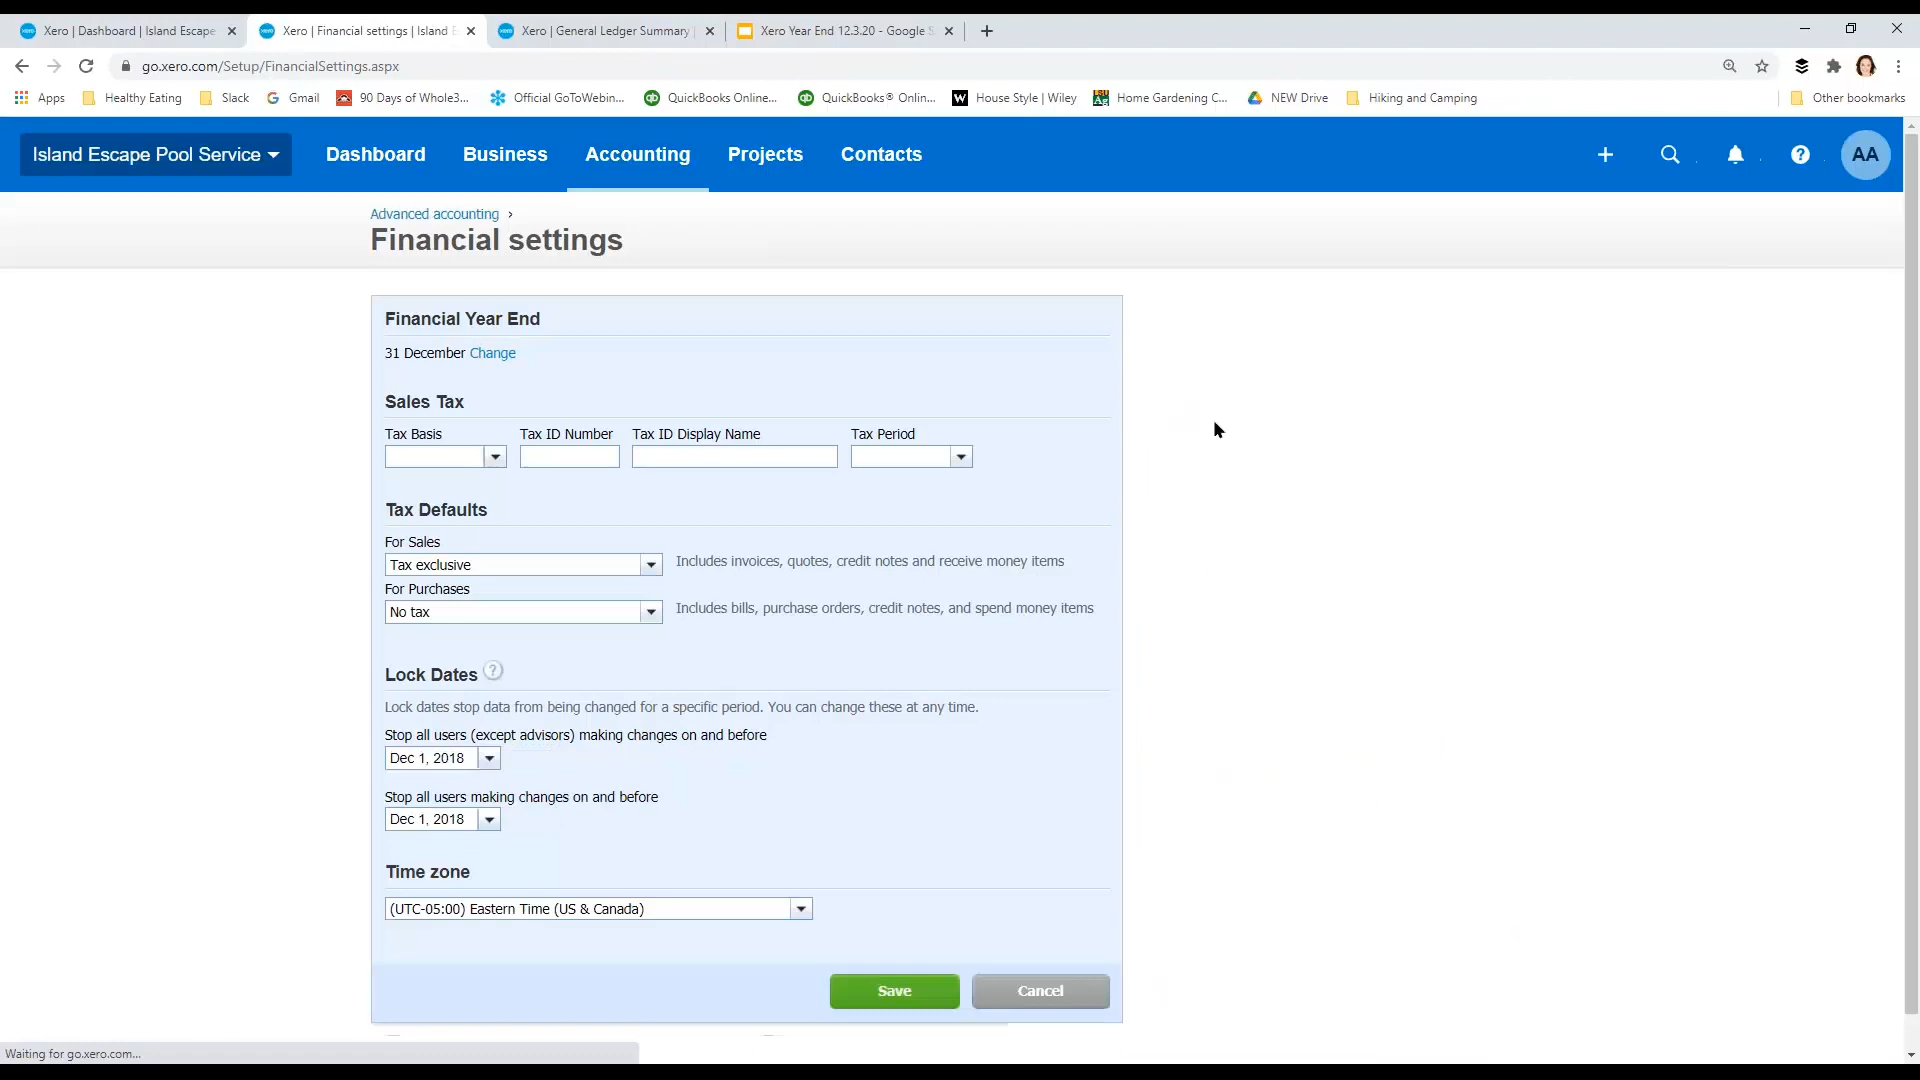 Xero | Dashboard | Island Escape
Xero | Financial settings | Island E
Xero | General Ledger Summary
Xero Year End 12.3.20 - Google S
go.xero.com/Setup/FinancialSettings.aspx
Apps
Healthy Eating
Slack
Gmail
90 Days of Whole3...
Official GoToWebin...
QuickBooks Online...
QuickBooks® Onlin...
House Style | Wiley
Home Gardening C...
NEW Drive
Hiking and Camping
Other bookmarks
Island Escape Pool Service
Dashboard
Business
Accounting
Projects
Contacts
AA
Advanced accounting ›
Financial settings
Financial Year End
31 December Change
Sales Tax
Tax Basis
Tax ID Number
Tax ID Display Name
Tax Period
Tax Defaults
For Sales
Tax exclusive
Includes invoices, quotes, credit notes and receive money items
For Purchases
No tax
Includes bills, purchase orders, credit notes, and spend money items
Lock Dates ?
Lock dates stop data from being changed for a specific period. You can change these at any time.
Stop all users (except advisors) making changes on and before
Dec 1, 2018
Stop all users making changes on and before
Dec 1, 2018
Time zone
(UTC-05:00) Eastern Time (US & Canada)
Save
Cancel
Waiting for go.xero.com...